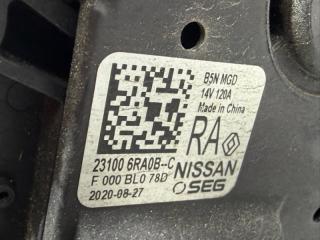 B5N MGD
14V 120A
Made in China
RA
23100 6RA0B--C
NISSAN
F 000 BL0 78D
SEG
2020-08-27